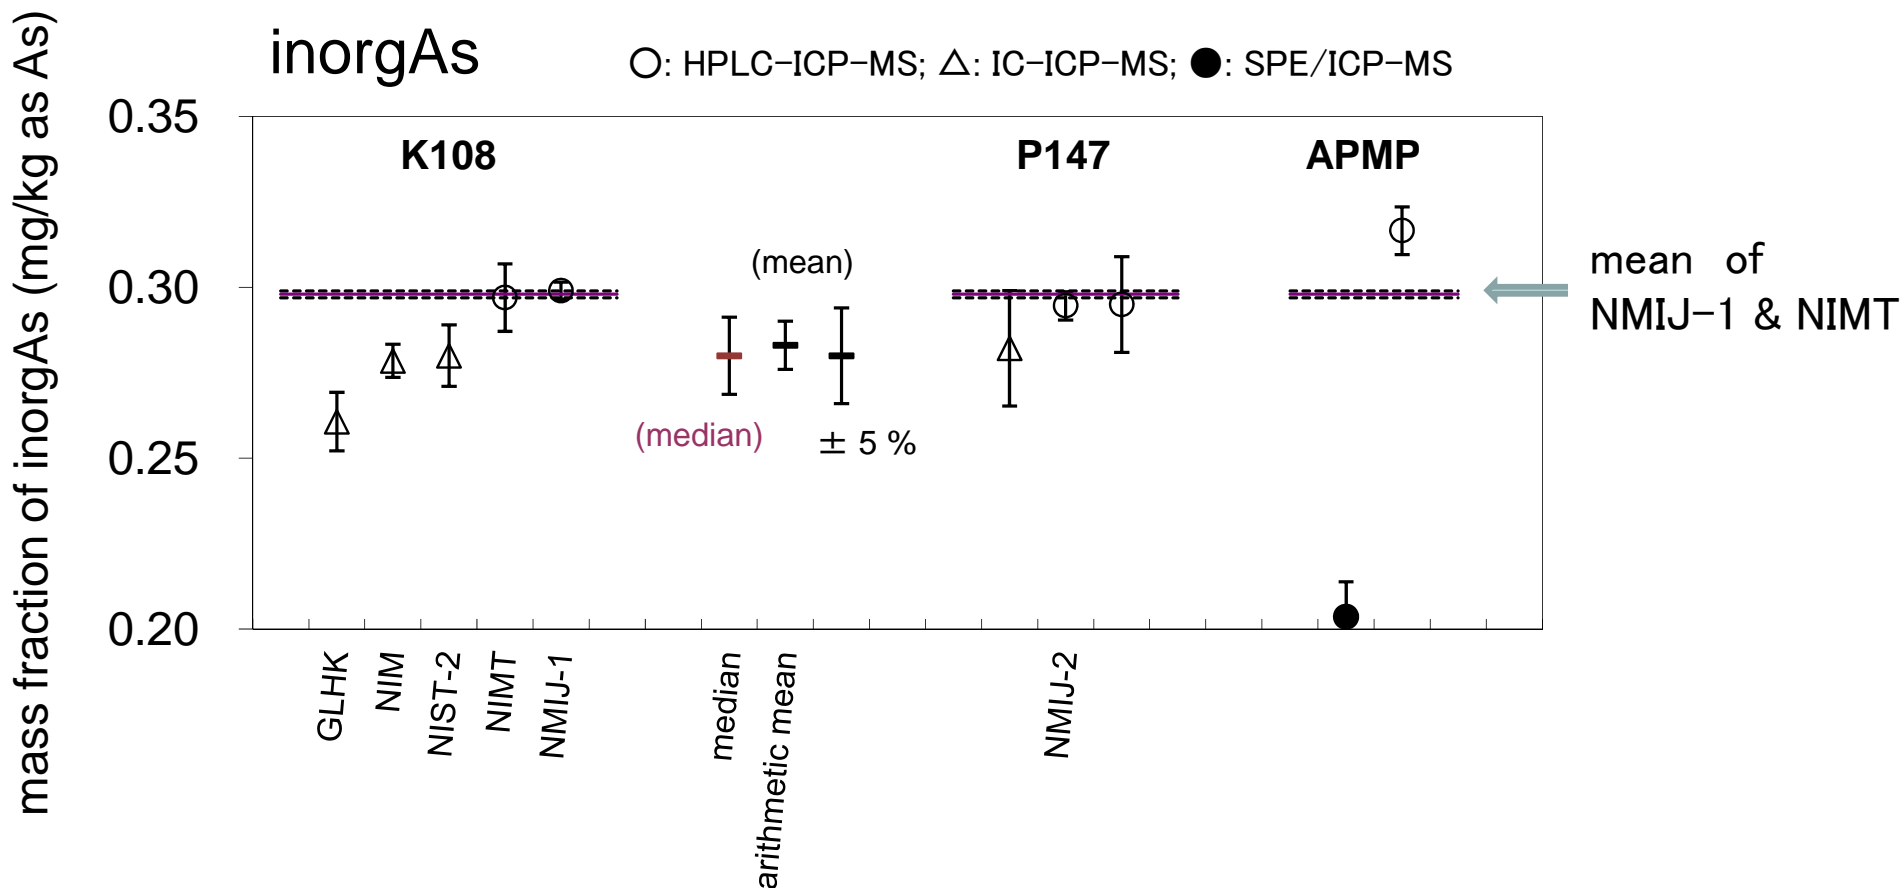 inorgAs
○: HPLC-ICP-MS; △: IC-ICP-MS; ●: SPE/ICP-MS
mass fraction of inorgAs (mg/kg as As)
0.35
0.30
0.25
0.20
K108
P147
APMP
(mean)
(median)
± 5 %
mean of
NMIJ-1 & NIMT
GLHK
NIM
NIST-2
NIMT
NMIJ-1
median
arithmetic mean
NMIJ-2